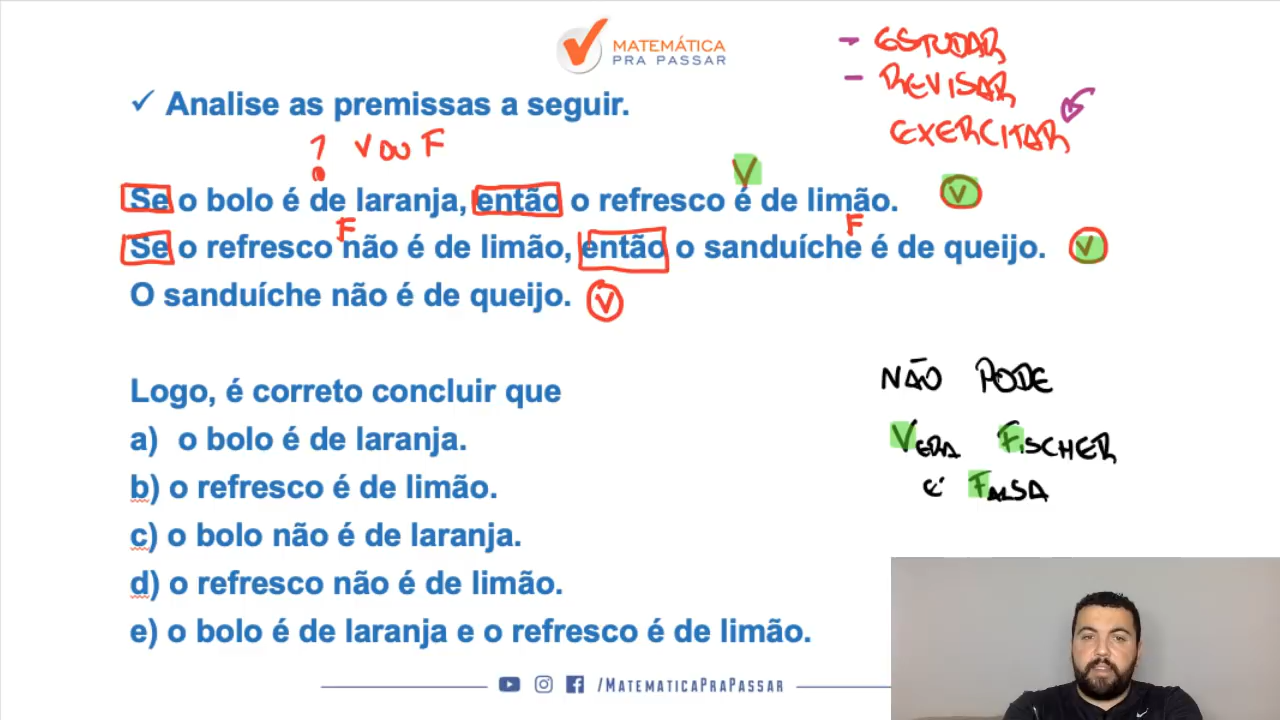 MATEMÁTICA
PRA PASSAR
- ESTUDAR
- REVISAR
EXERCITAR
✓ Analise as premissas a seguir.
? V OU F
V
Se o bolo é de laranja, então o refresco é de limão. V
F F
Se o refresco não é de limão, então o sanduíche é de queijo. V
O sanduíche não é de queijo. V
NÃO PODE
VERA FISCHER
É FALSA
Logo, é correto concluir que
a) o bolo é de laranja.
b) o refresco é de limão.
c) o bolo não é de laranja.
d) o refresco não é de limão.
e) o bolo é de laranja e o refresco é de limão.
/MATEMATICAPRAPASSAR